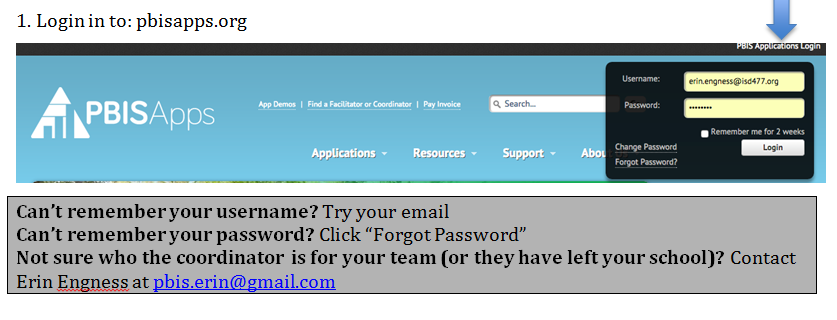 1. Login in to: pbisapps.org
PBIS Applications Login
Username: erin.engness@isd477.org
PBISApps
App Demos | Find a Facilitator or Coordinator | Pay Invoice
Search...
Password: ••••••••
Remember me for 2 weeks
Change Password
Login
Forgot Password?
Applications Resources Support
Can't remember your username? Try your email
Can't remember your password? Click “Forgot Password”
Not sure who the coordinator is for your team (or they have left your school)? Contact
Erin Engness at pbis.erin@gmail.com